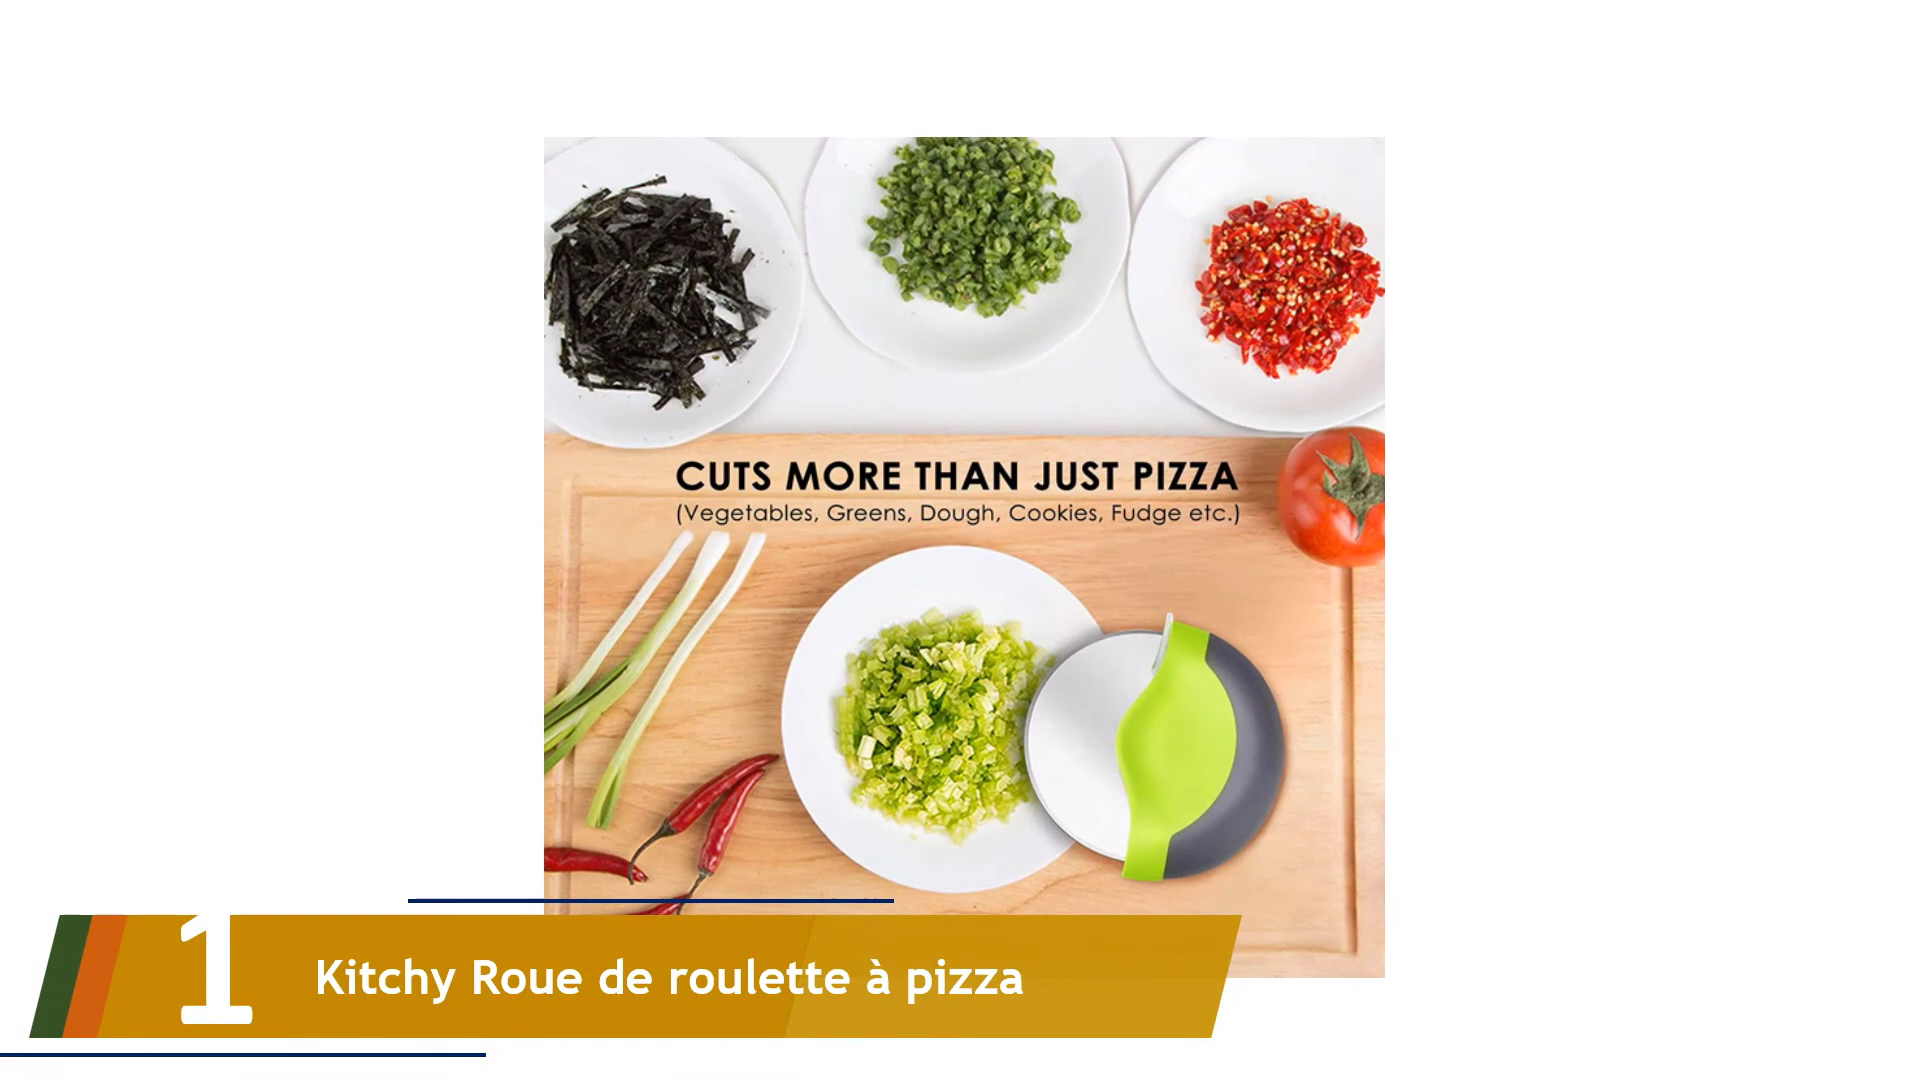 CUTS MORE THAN JUST PIZZA
(Vegetables, Greens, Dough, Cookies, Fudge etc.)
1
Kitchy Roue de roulette à pizza